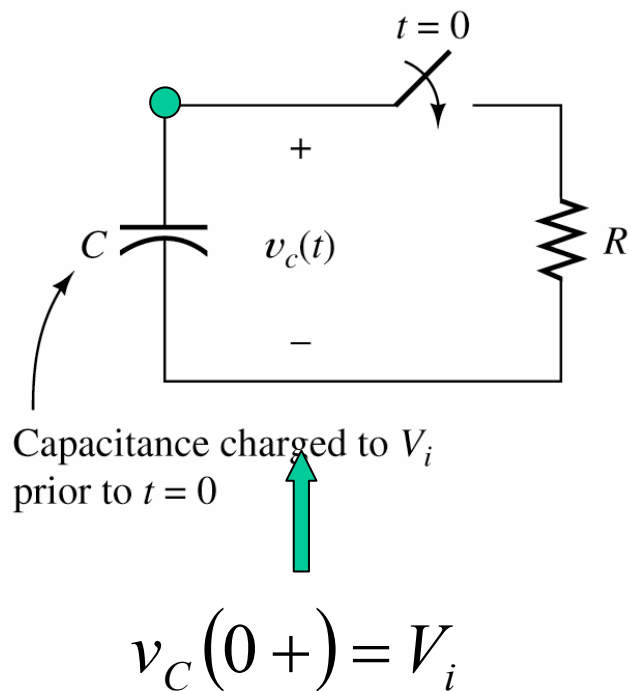 t = 0
+
C
v_c(t)
R
–
Capacitance charged to V_i
prior to t = 0
v_C(0+) = V_i